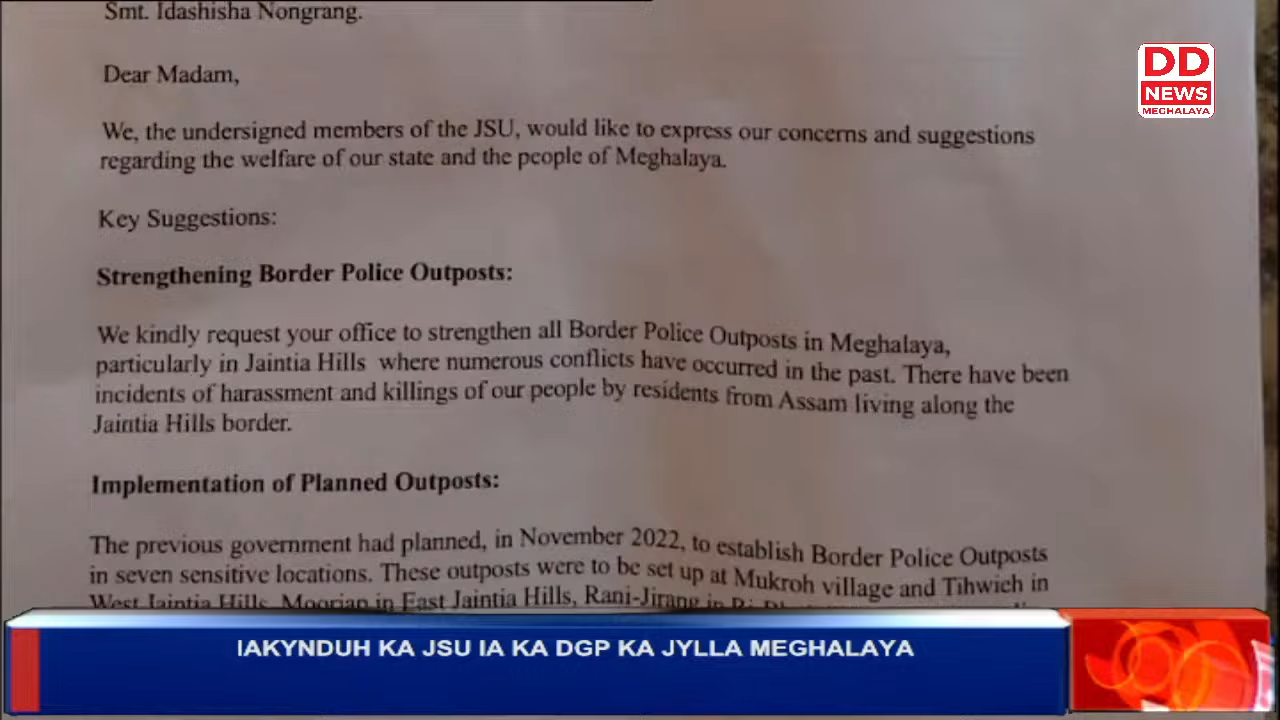 Smt. Idashisha Nongrang.
DD
NEWS
MEGHALAYA
Dear Madam,
We, the undersigned members of the JSU, would like to express our concerns and suggestions
regarding the welfare of our state and the people of Meghalaya.
Key Suggestions:
Strengthening Border Police Outposts:
We kindly request your office to strengthen all Border Police Outposts in Meghalaya,
particularly in Jaintia Hills where numerous conflicts have occurred in the past. There have been
incidents of harassment and killings of our people by residents from Assam living along the
Jaintia Hills border.
Implementation of Planned Outposts:
The previous government had planned, in November 2022, to establish Border Police Outposts
in seven sensitive locations. These outposts were to be set up at Mukroh village and Tihwich in
West Jaintia Hills, Moorian in East Jaintia Hills, Rani-Jirang in
IAKYNDUH KA JSU IA KA DGP KA JYLLA MEGHALAYA